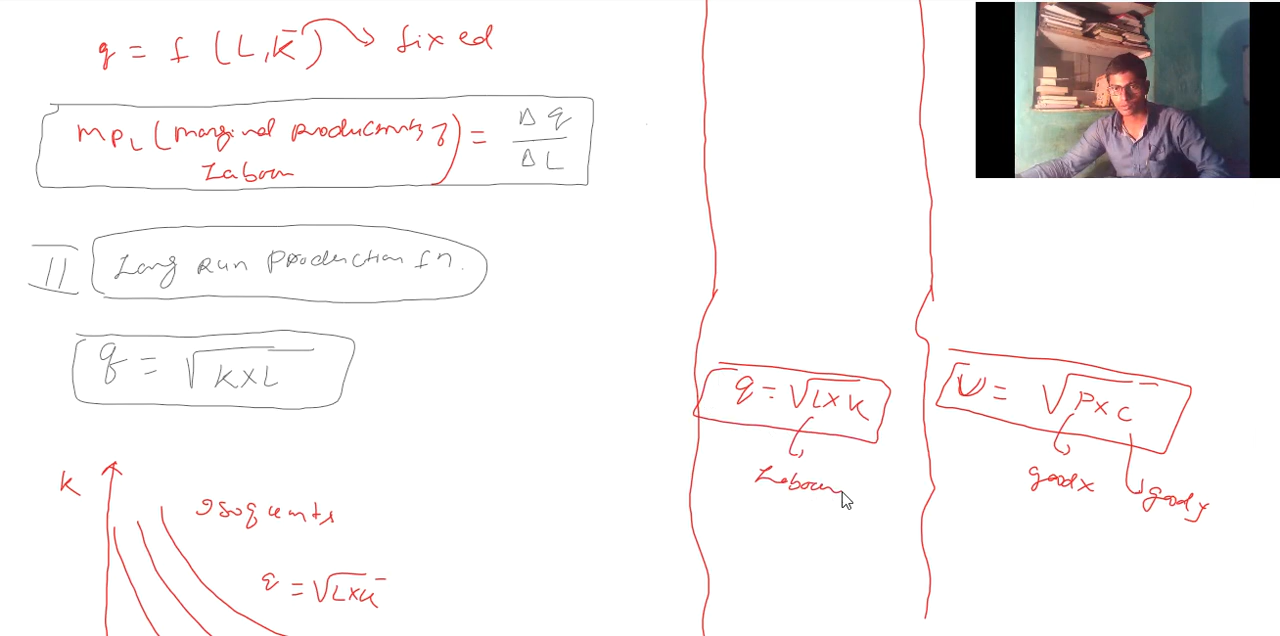 q = f (L, K̄) → fixed
MPL (marginal productivity of
Labour) = Δq / ΔL
II Long Run Production fn.
q = √K×L
K
Isoquants
q = √L×K
q = √L×K
Labour
U = √P×C
good x
good y